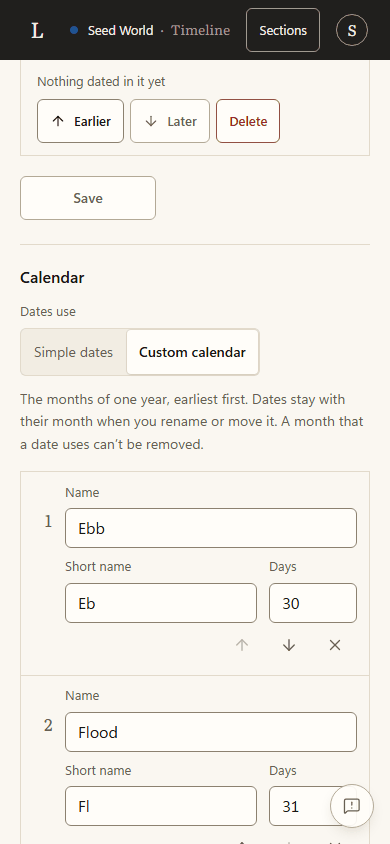 L Seed World · Timeline Sections S
Nothing dated in it yet
Earlier Later Delete
Save
Calendar
Dates use
Simple dates Custom calendar
The months of one year, earliest first. Dates stay with
their month when you rename or move it. A month that
a date uses can’t be removed.
Name
1 Ebb
Short name Days
Eb 30
Name
2 Flood
Short name Days
Fl 31